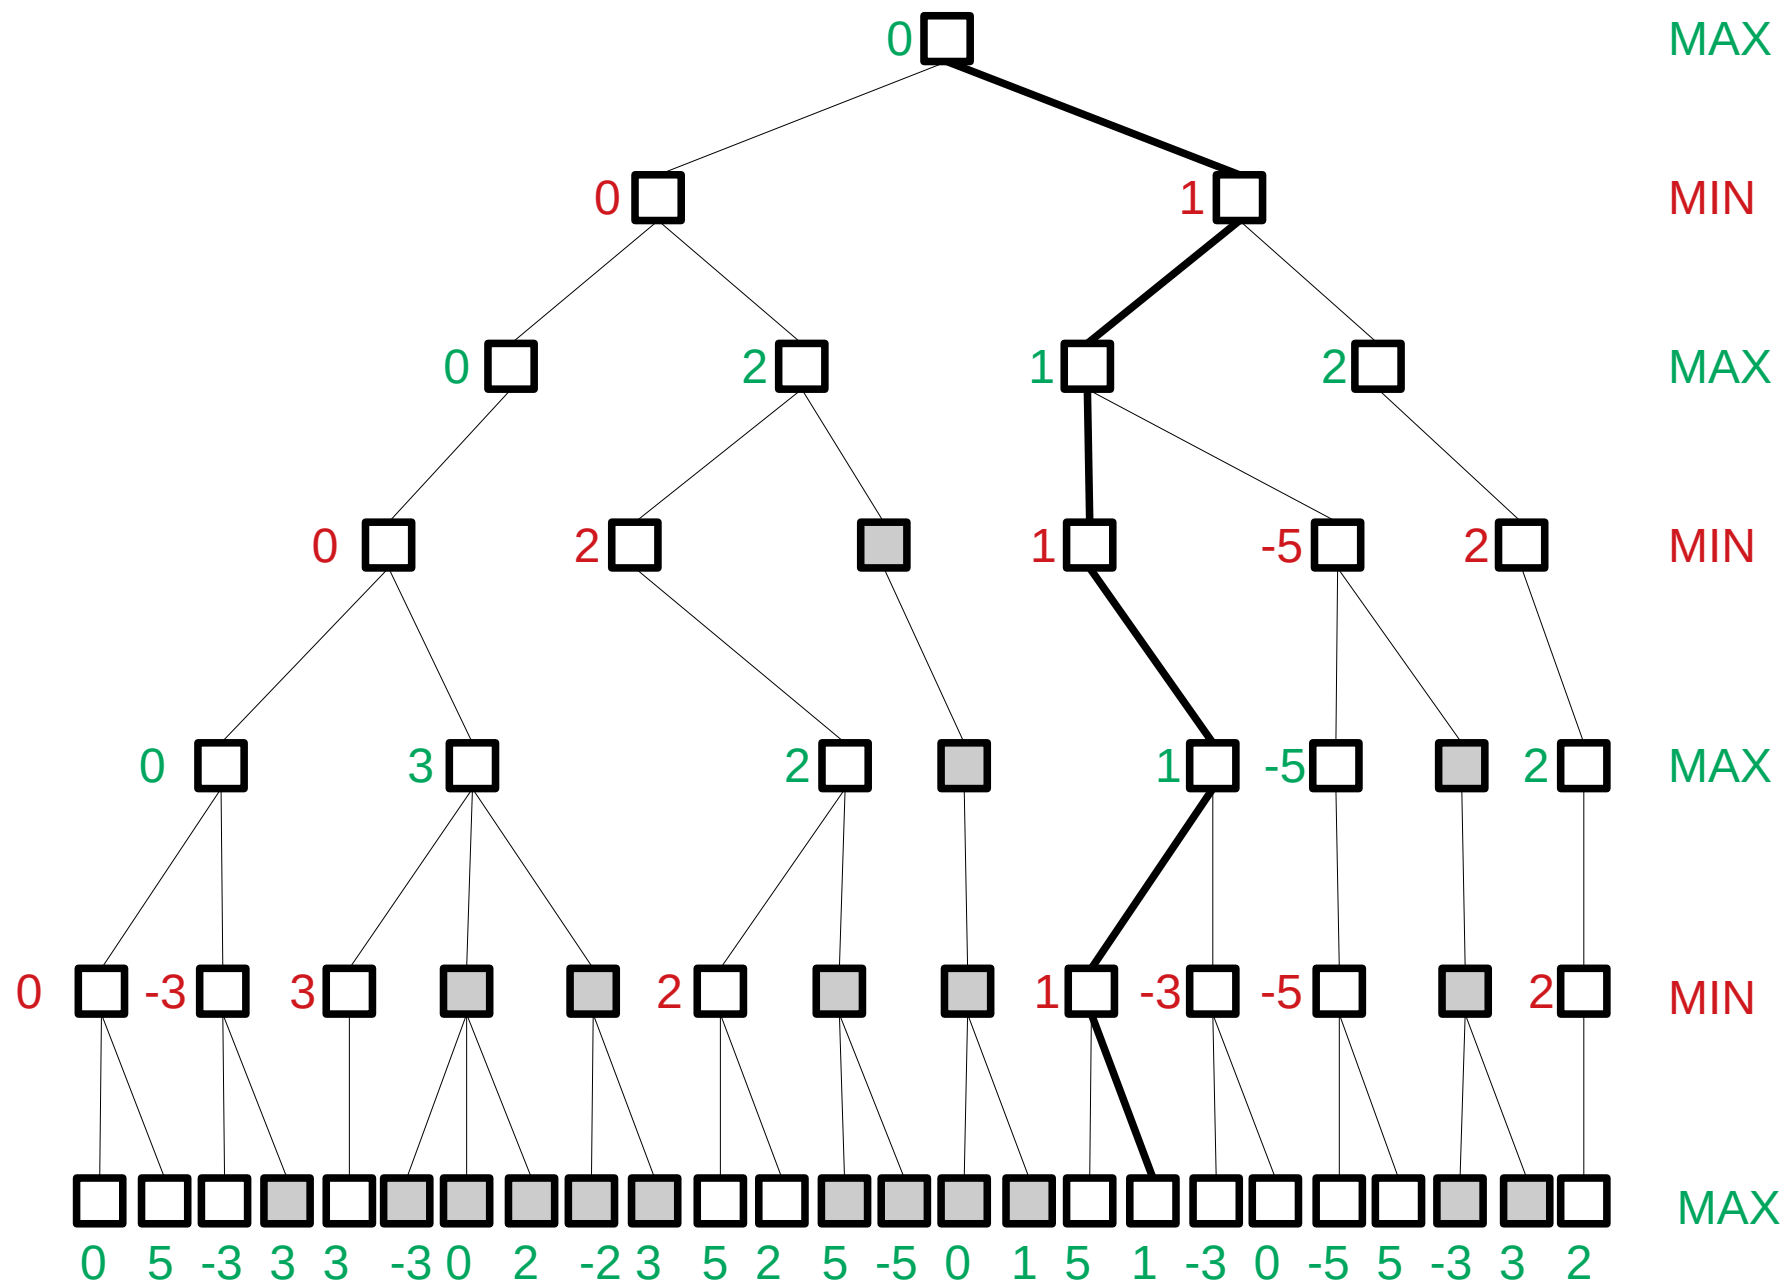 0 MAX
0 1 MIN
0 2 1 2 MAX
0 2 1 -5 2 MIN
0 3 2 1 -5 2 MAX
0 -3 3 2 1 -3 -5 2 MIN
MAX
0 5 -3 3 3 -3 0 2 -2 3 5 2 5 -5 0 1 5 1 -3 0 -5 5 -3 3 2